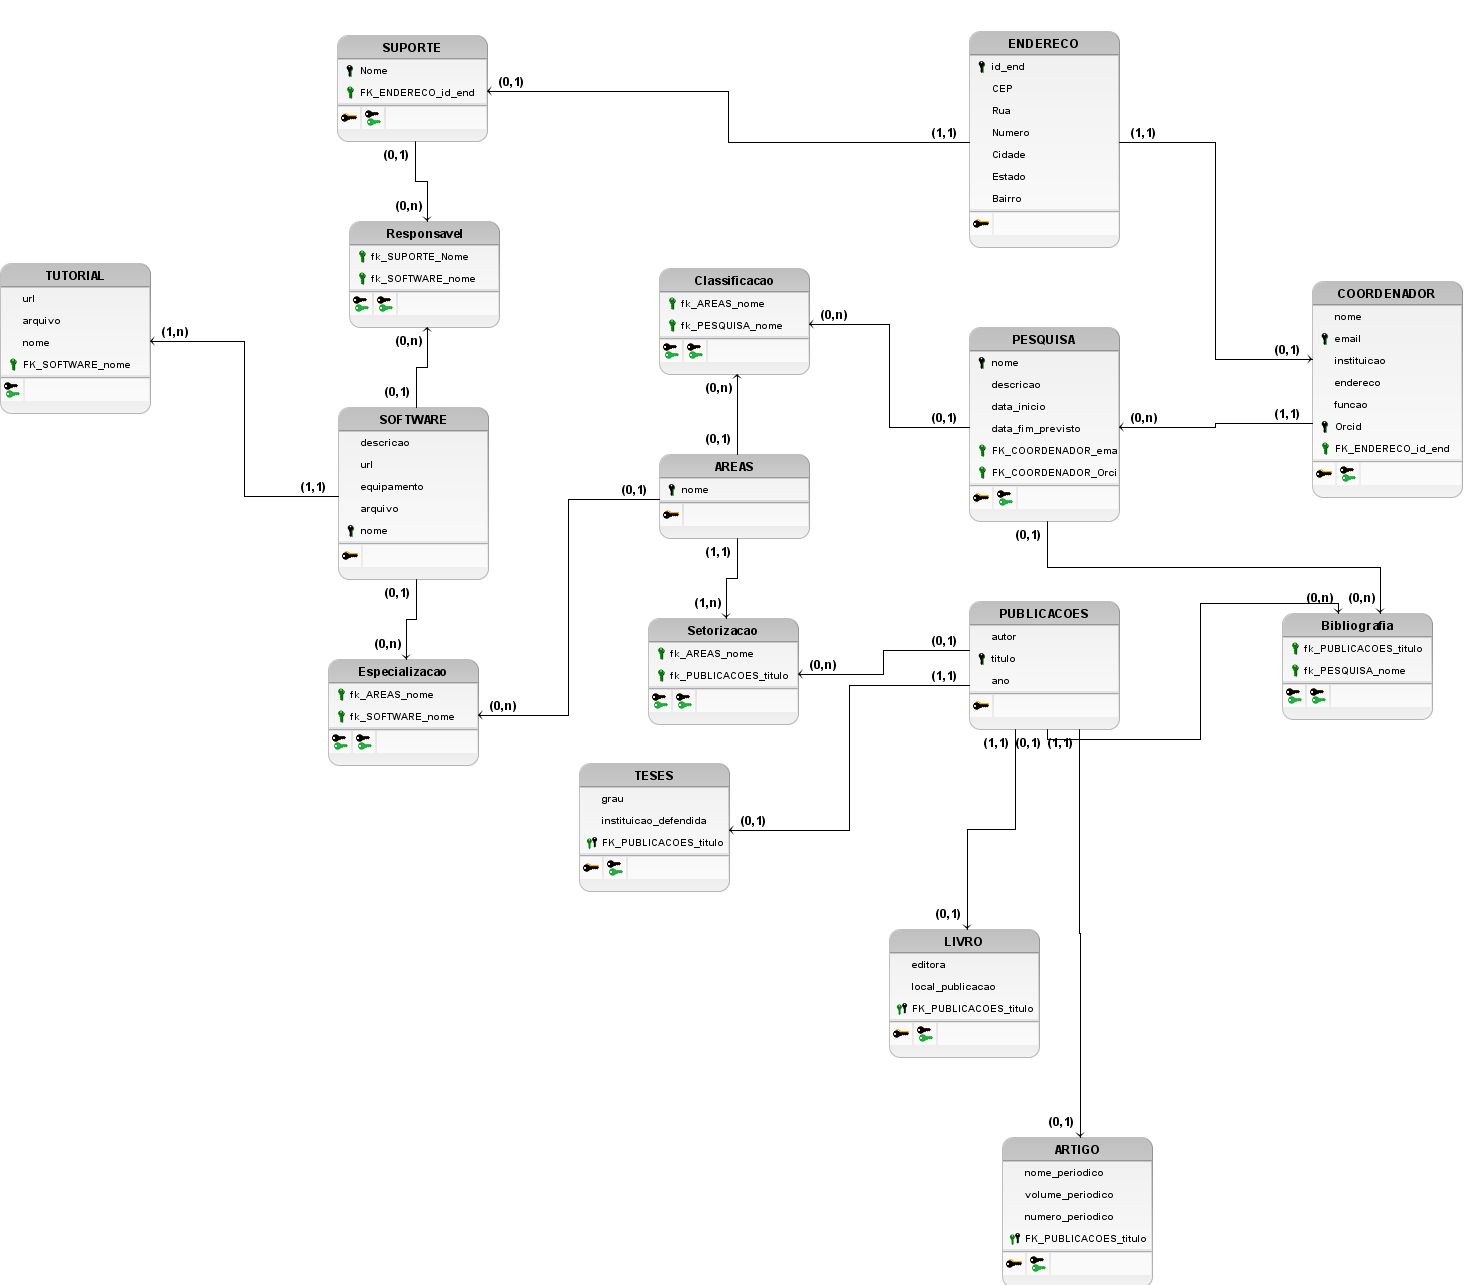 SUPORTE
Nome
FK_ENDERECO_id_end
(0,1)
(0,1)
ENDERECO
id_end
CEP
Rua
Numero
Cidade
Estado
Bairro
(1,1)
(1,1)
(0,n)
Responsavel
fk_SUPORTE_Nome
fk_SOFTWARE_nome
(0,n)
TUTORIAL
url
arquivo
nome
FK_SOFTWARE_nome
(1,n)
(0,1)
SOFTWARE
descricao
url
equipamento
arquivo
nome
(1,1)
(0,1)
Classificacao
fk_AREAS_nome
fk_PESQUISA_nome
(0,n)
(0,n)
(0,1)
AREAS
nome
(0,1)
(1,1)
PESQUISA
nome
descricao
data_inicio
data_fim_previsto
FK_COORDENADOR_ema
FK_COORDENADOR_Orci
(0,1)
(0,n)
(0,1)
COORDENADOR
nome
email
instituicao
endereco
funcao
Orcid
FK_ENDERECO_id_end
(0,1)
(1,1)
(0,n)
Especializacao
fk_AREAS_nome
fk_SOFTWARE_nome
(0,n)
(1,n)
Setorizacao
fk_AREAS_nome
fk_PUBLICACOES_titulo
(0,n)
PUBLICACOES
autor
titulo
ano
(0,1)
(1,1)
(1,1)
(0,1)
(1,1)
(0,n)
(0,n)
Bibliografia
fk_PUBLICACOES_titulo
fk_PESQUISA_nome
TESES
grau
instituicao_defendida
FK_PUBLICACOES_titulo
(0,1)
(0,1)
LIVRO
editora
local_publicacao
FK_PUBLICACOES_titulo
(0,1)
ARTIGO
nome_periodico
volume_periodico
numero_periodico
FK_PUBLICACOES_titulo